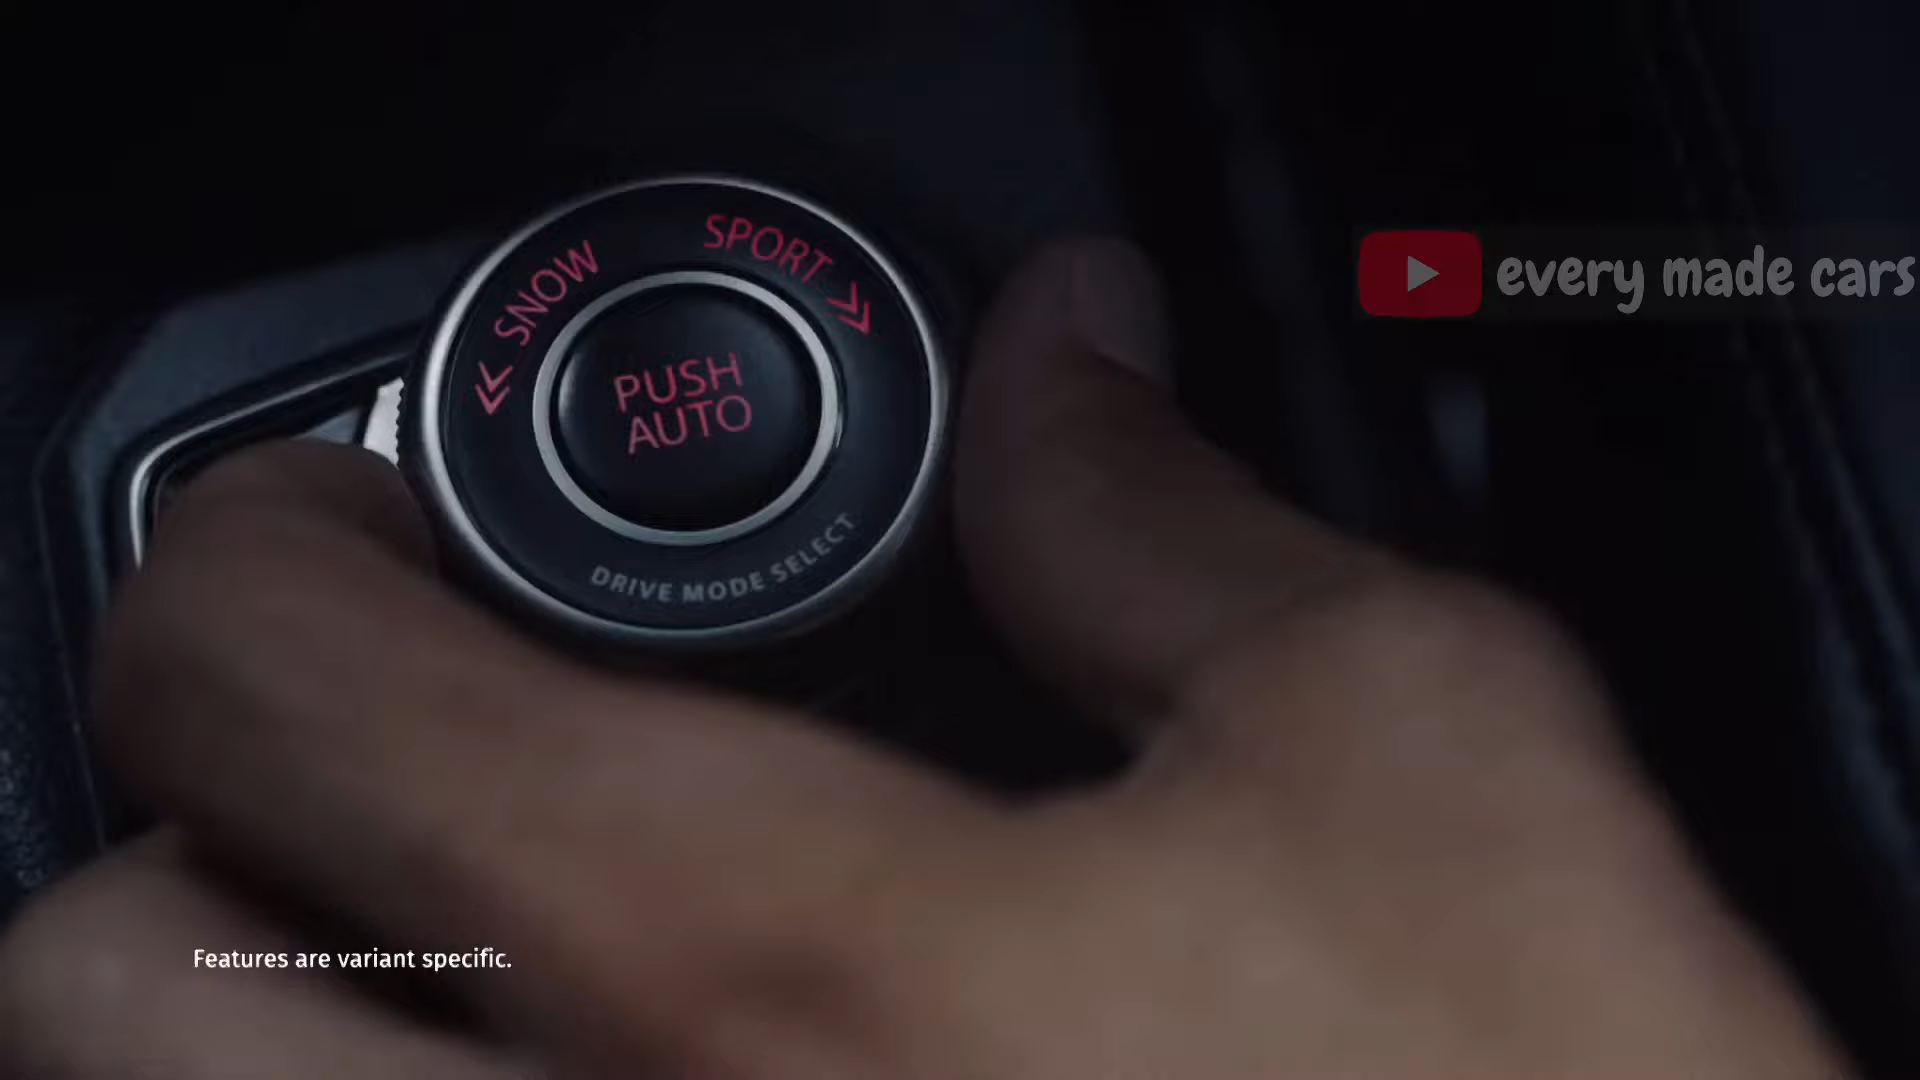 SNOW
SPORT
PUSH
AUTO
DRIVE MODE SELECT
every made cars
Features are variant specific.